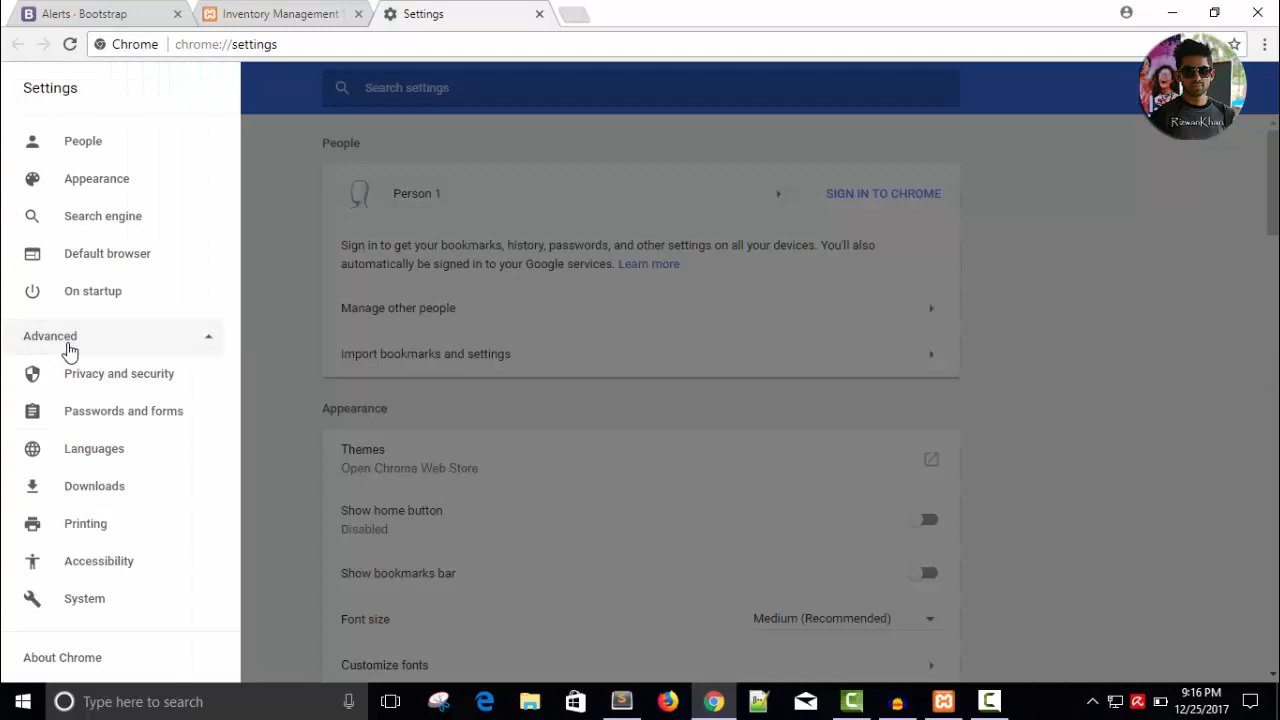 Alerts · Bootstrap
Inventory Management S
Settings
Chrome
chrome://settings
Settings
Search settings
RizwanKhan
People
Appearance
Search engine
Default browser
On startup
Advanced
Privacy and security
Passwords and forms
Languages
Downloads
Printing
Accessibility
System
About Chrome
People
Person 1
SIGN IN TO CHROME
Sign in to get your bookmarks, history, passwords, and other settings on all your devices. You'll also
automatically be signed in to your Google services. Learn more
Manage other people
Import bookmarks and settings
Appearance
Themes
Open Chrome Web Store
Show home button
Disabled
Show bookmarks bar
Font size
Medium (Recommended)
Customize fonts
Type here to search
9:16 PM
12/25/2017